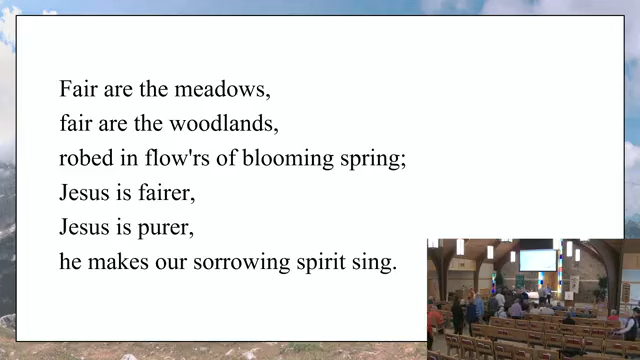 Fair are the meadows,
fair are the woodlands,
robed in flow'rs of blooming spring;
Jesus is fairer,
Jesus is purer,
he makes our sorrowing spirit sing.